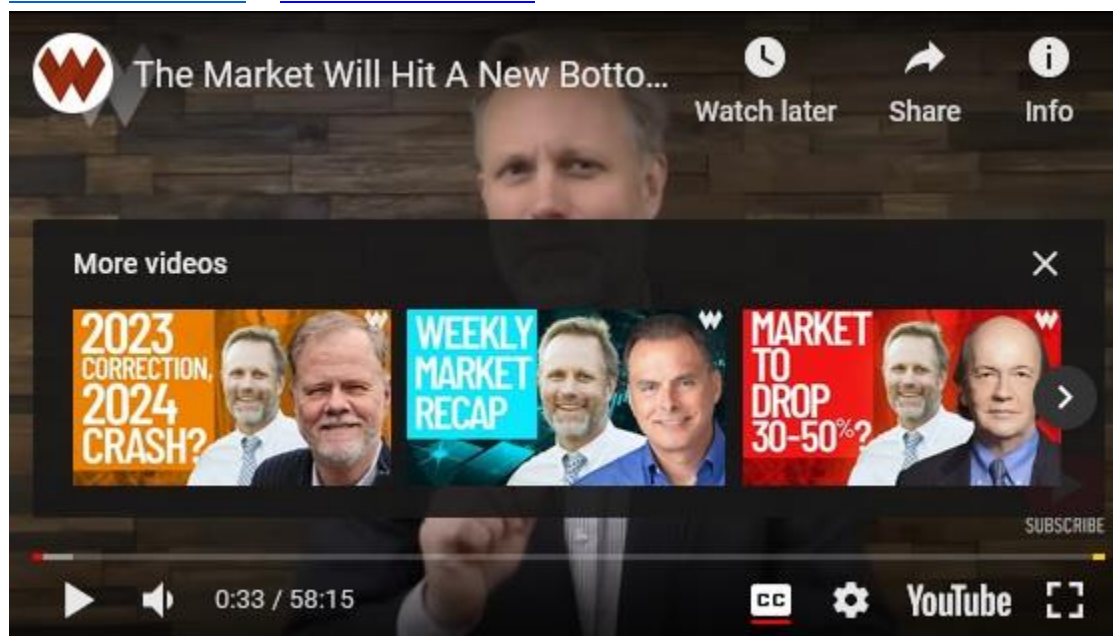 The Market Will Hit A New Botto...
Watch later
Share
Info
More videos
2023
CORRECTION,
2024
CRASH?
WEEKLY
MARKET
RECAP
MARKET
TO
DROP
30-50%?
SUBSCRIBE
0:33 / 58:15
CC
YouTube